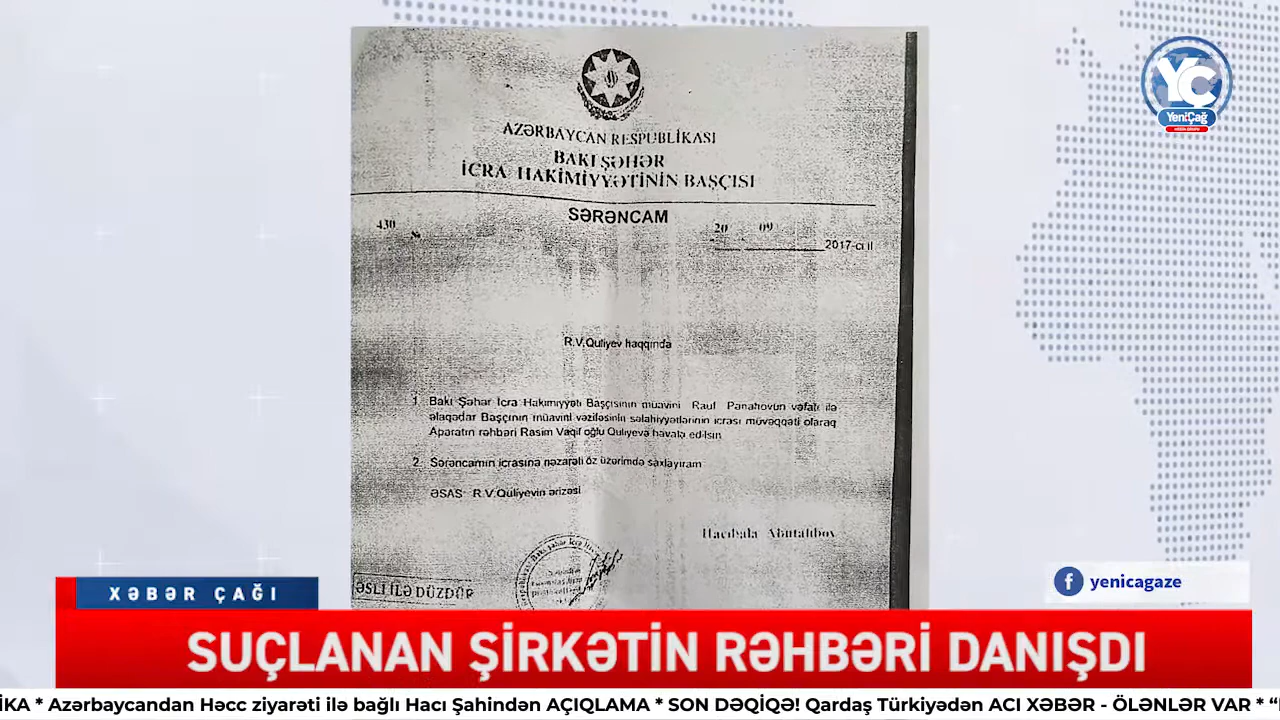 AZƏRBAYCAN RESPUBLİKASI
BAKI ŞƏHƏR
İCRA HAKİMİYYƏTİNİN BAŞÇISI
SƏRƏNCAM
430
№
20 09
2017-ci il
R.V.Quliyev haqqında
1. Bakı Şəhər İcra Hakimiyyəti Başçısının müavini Rauf Pənahovun vəfatı ilə
əlaqədar Başçının müavini vəzifəsinin səlahiyyətlərinin icrası müvəqqəti olaraq
Aparatın rəhbəri Rasim Vaqif oğlu Quliyevə həvalə edilsin
2. Sərəncamın icrasına nəzarəti öz üzərimdə saxlayıram
ƏSAS R.V.Quliyevin ərizəsi
Hacıbala Abutalıbov
ƏSLİ İLƏ DÜZDÜR
YÇ
YeniÇağ
XƏBƏR ÇAĞI
f yenicagaze
SUÇLANAN ŞİRKƏTİN RƏHBƏRİ DANIŞDI
İKA * Azərbaycandan Həcc ziyarəti ilə bağlı Hacı Şahindən AÇIQLAMA * SON DƏQİQƏ! Qardaş Türkiyədən ACI XƏBƏR - ÖLƏNLƏR VAR * “